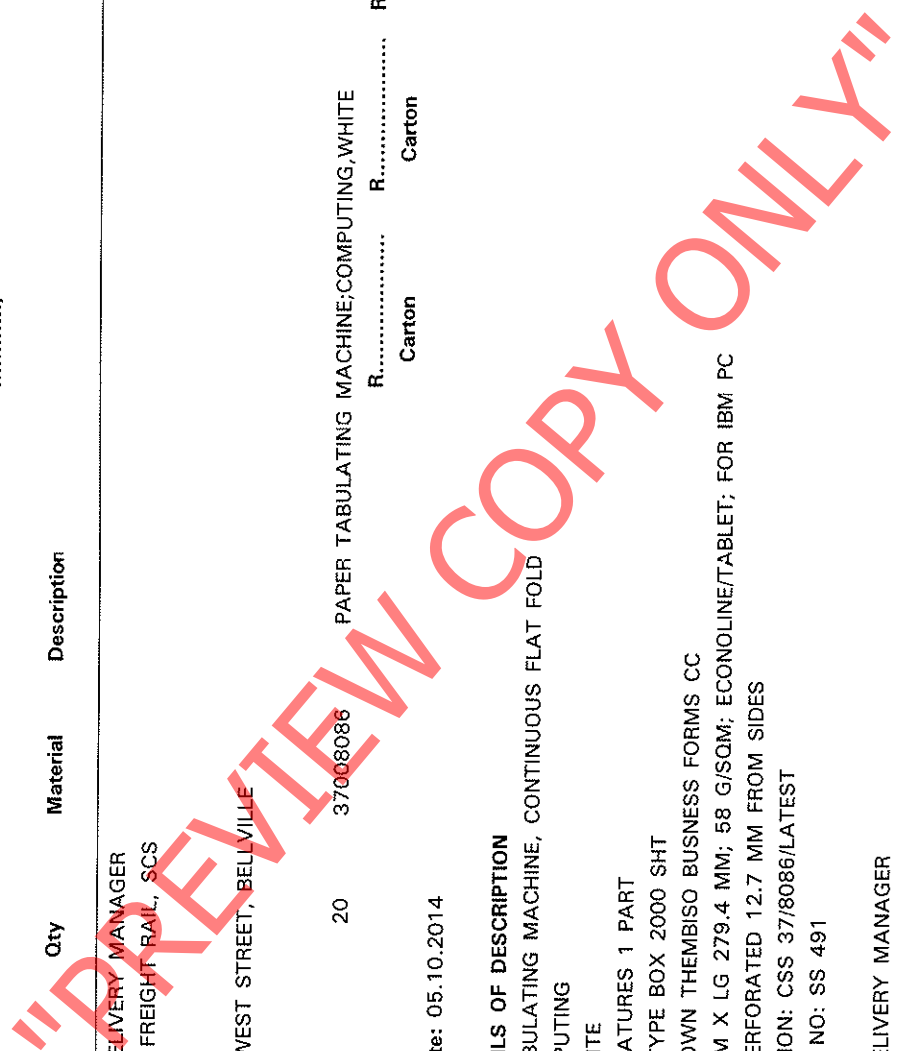 Qty Material Description
ELIVERY MANAGER
FREIGHT RAIL, SCS
WEST STREET, BELLVILLE
20 37008086 PAPER TABULATING MACHINE;COMPUTING,WHITE
R................ R................ R
Carton Carton
te: 05.10.2014
ILS OF DESCRIPTION
BULATING MACHINE, CONTINUOUS FLAT FOLD
PUTING
ITE
ATURES 1 PART
TYPE BOX 2000 SHT
OWN THEMBISO BUSNESS FORMS CC
M X LG 279.4 MM; 58 G/SQM; ECONOLINE/TABLET; FOR IBM PC
ERFORATED 12.7 MM FROM SIDES
ION: CSS 37/8086/LATEST
NO: SS 491
ELIVERY MANAGER
"PREVIEW COPY ONLY"